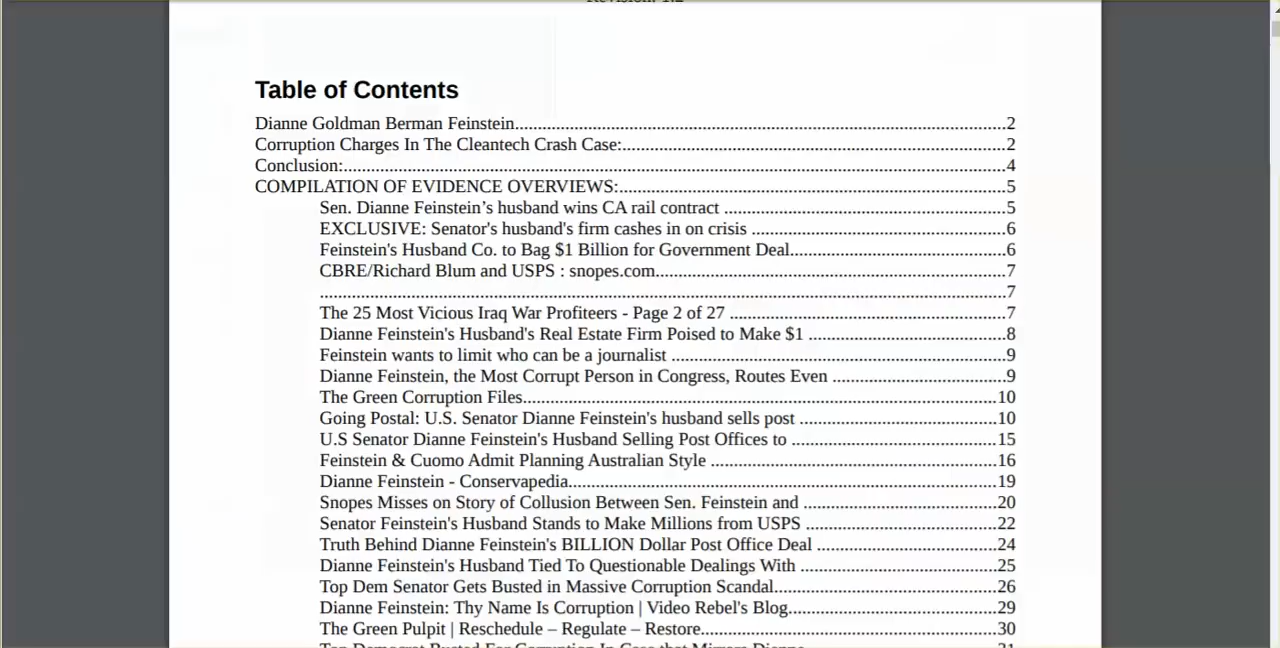 Table of Contents
Dianne Goldman Berman Feinstein..........2
Corruption Charges In The Cleantech Crash Case:..........2
Conclusion:..........4
COMPILATION OF EVIDENCE OVERVIEWS:..........5
Sen. Dianne Feinstein’s husband wins CA rail contract ..........5
EXCLUSIVE: Senator's husband's firm cashes in on crisis ..........6
Feinstein's Husband Co. to Bag $1 Billion for Government Deal..........6
CBRE/Richard Blum and USPS : snopes.com..........7
..........7
The 25 Most Vicious Iraq War Profiteers - Page 2 of 27 ..........7
Dianne Feinstein's Husband's Real Estate Firm Poised to Make $1 ..........8
Feinstein wants to limit who can be a journalist ..........9
Dianne Feinstein, the Most Corrupt Person in Congress, Routes Even ..........9
The Green Corruption Files..........10
Going Postal: U.S. Senator Dianne Feinstein's husband sells post ..........10
U.S Senator Dianne Feinstein's Husband Selling Post Offices to ..........15
Feinstein & Cuomo Admit Planning Australian Style ..........16
Dianne Feinstein - Conservapedia..........19
Snopes Misses on Story of Collusion Between Sen. Feinstein and ..........20
Senator Feinstein's Husband Stands to Make Millions from USPS ..........22
Truth Behind Dianne Feinstein's BILLION Dollar Post Office Deal ..........24
Dianne Feinstein's Husband Tied To Questionable Dealings With ..........25
Top Dem Senator Gets Busted in Massive Corruption Scandal..........26
Dianne Feinstein: Thy Name Is Corruption | Video Rebel's Blog..........29
The Green Pulpit | Reschedule – Regulate – Restore..........30